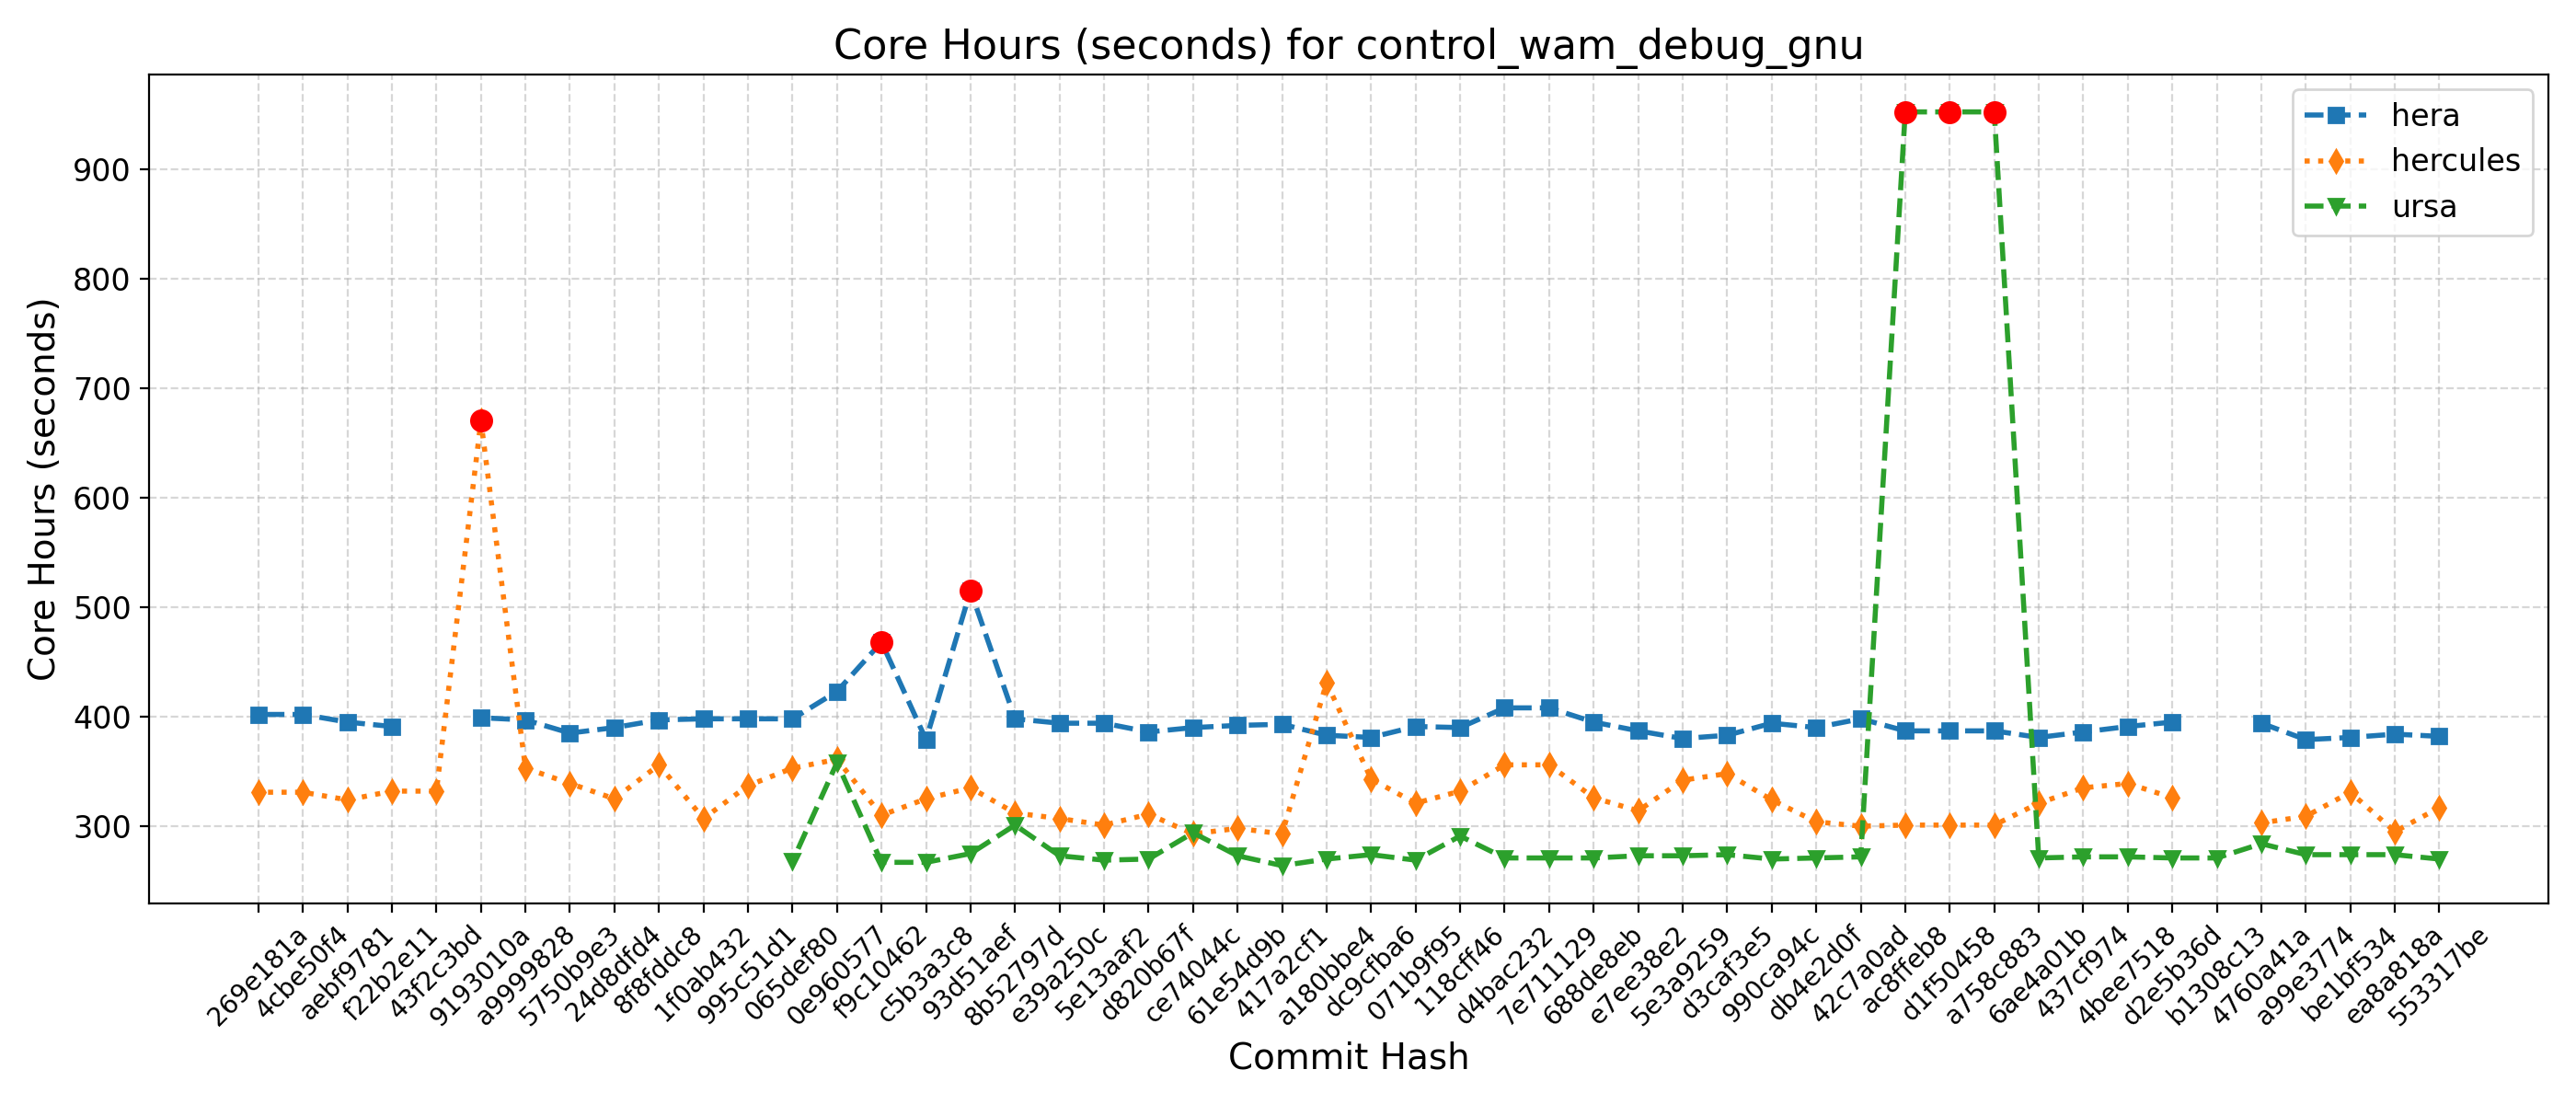 Core Hours (seconds) for control_wam_debug_gnu
hera
hercules
ursa
Core Hours (seconds)
900
800
700
600
500
400
300
269e181a
4cbe50f4
aebf9781
f22b2e11
43f2c3bd
9193010a
a9999828
5750b9e3
24d8dfd4
8f8fddc8
1f0ab432
995c51d1
065def80
0e960577
f9c10462
c5b3a3c8
93d51aef
8b52797d
e39a250c
5e13aaf2
d820b67f
ce74044c
61e54d9b
417a2cf1
a180bbe4
dc9cfba6
071b9f95
118cff46
d4bac232
7e711129
688de8eb
e7ee38e2
5e3a9259
d3caf3e5
990ca94c
db4e2d0f
42c7a0ad
ac8ffeb8
d1f50458
a758c883
6ae4a01b
437cf974
4bee7518
d2e5b36d
b1308c13
4760a41a
a99e3774
be1bf534
ea8a818a
553317be
Commit Hash